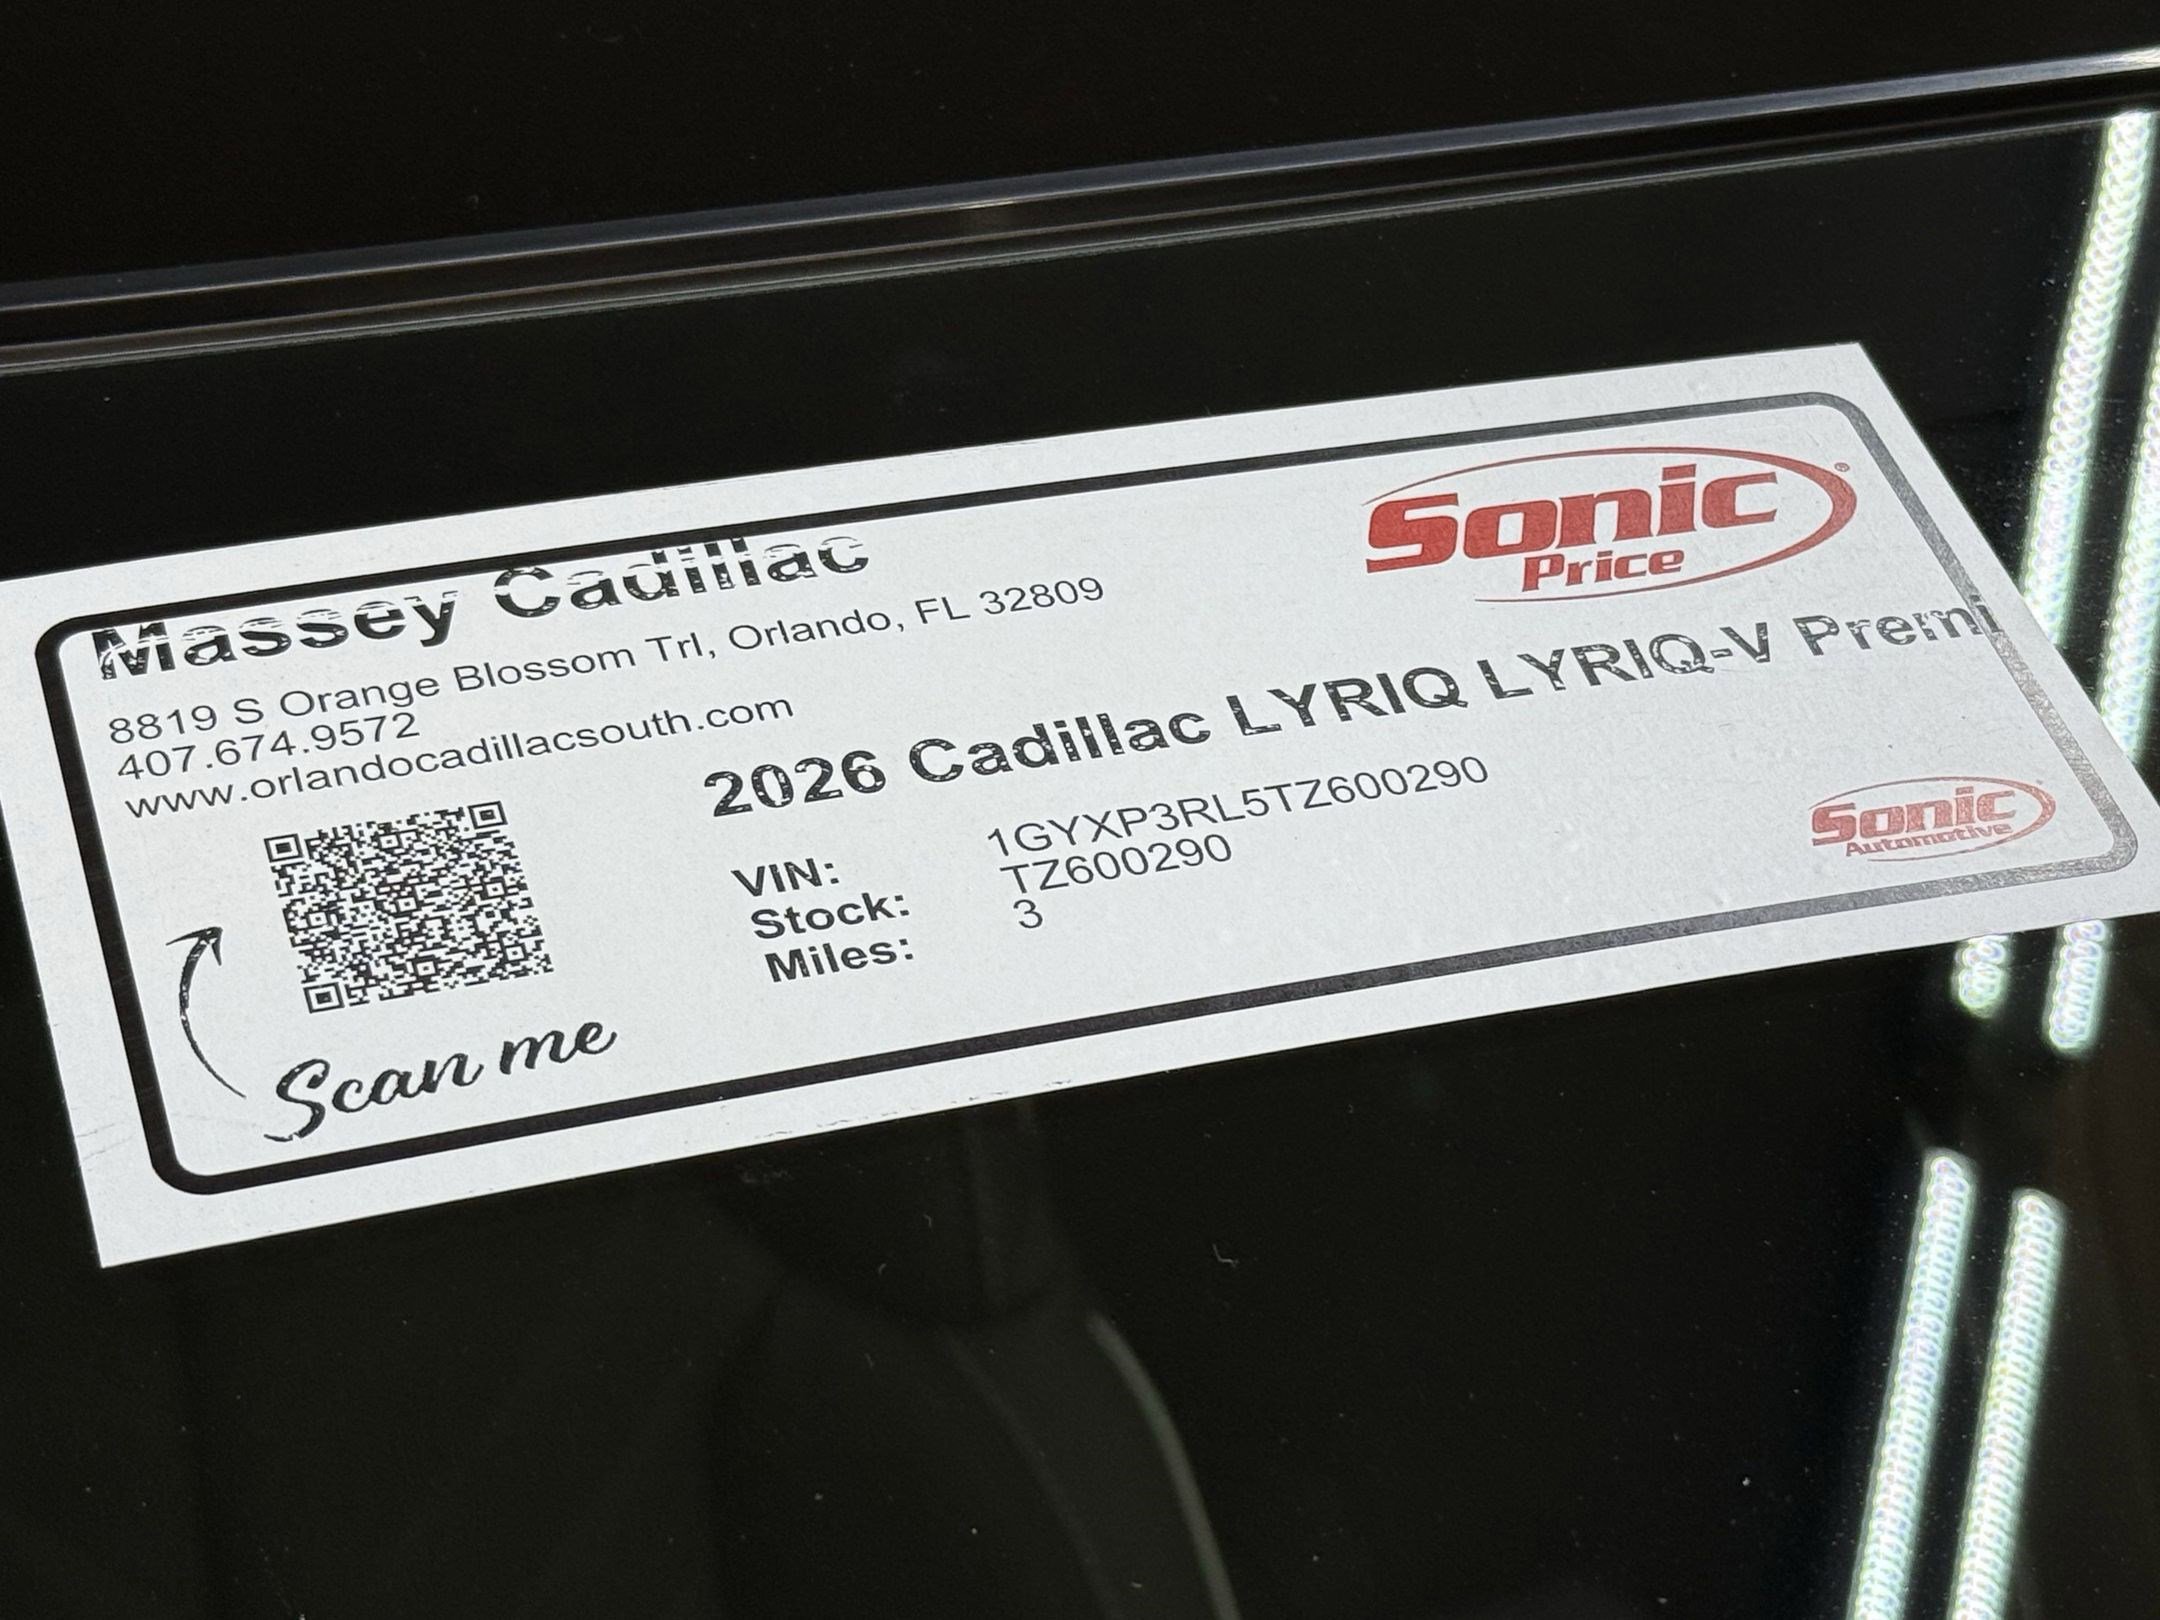 Massey Cadillac
8819 S Orange Blossom Trl, Orlando, FL 32809
407.674.9572
www.orlandocadillacsouth.com
Sonic®
Price
2026 Cadillac LYRIQ LYRIQ-V Premi
VIN: 1GYXP3RL5TZ600290
Stock: TZ600290
Miles: 3
Scan me
Sonic
Automotive